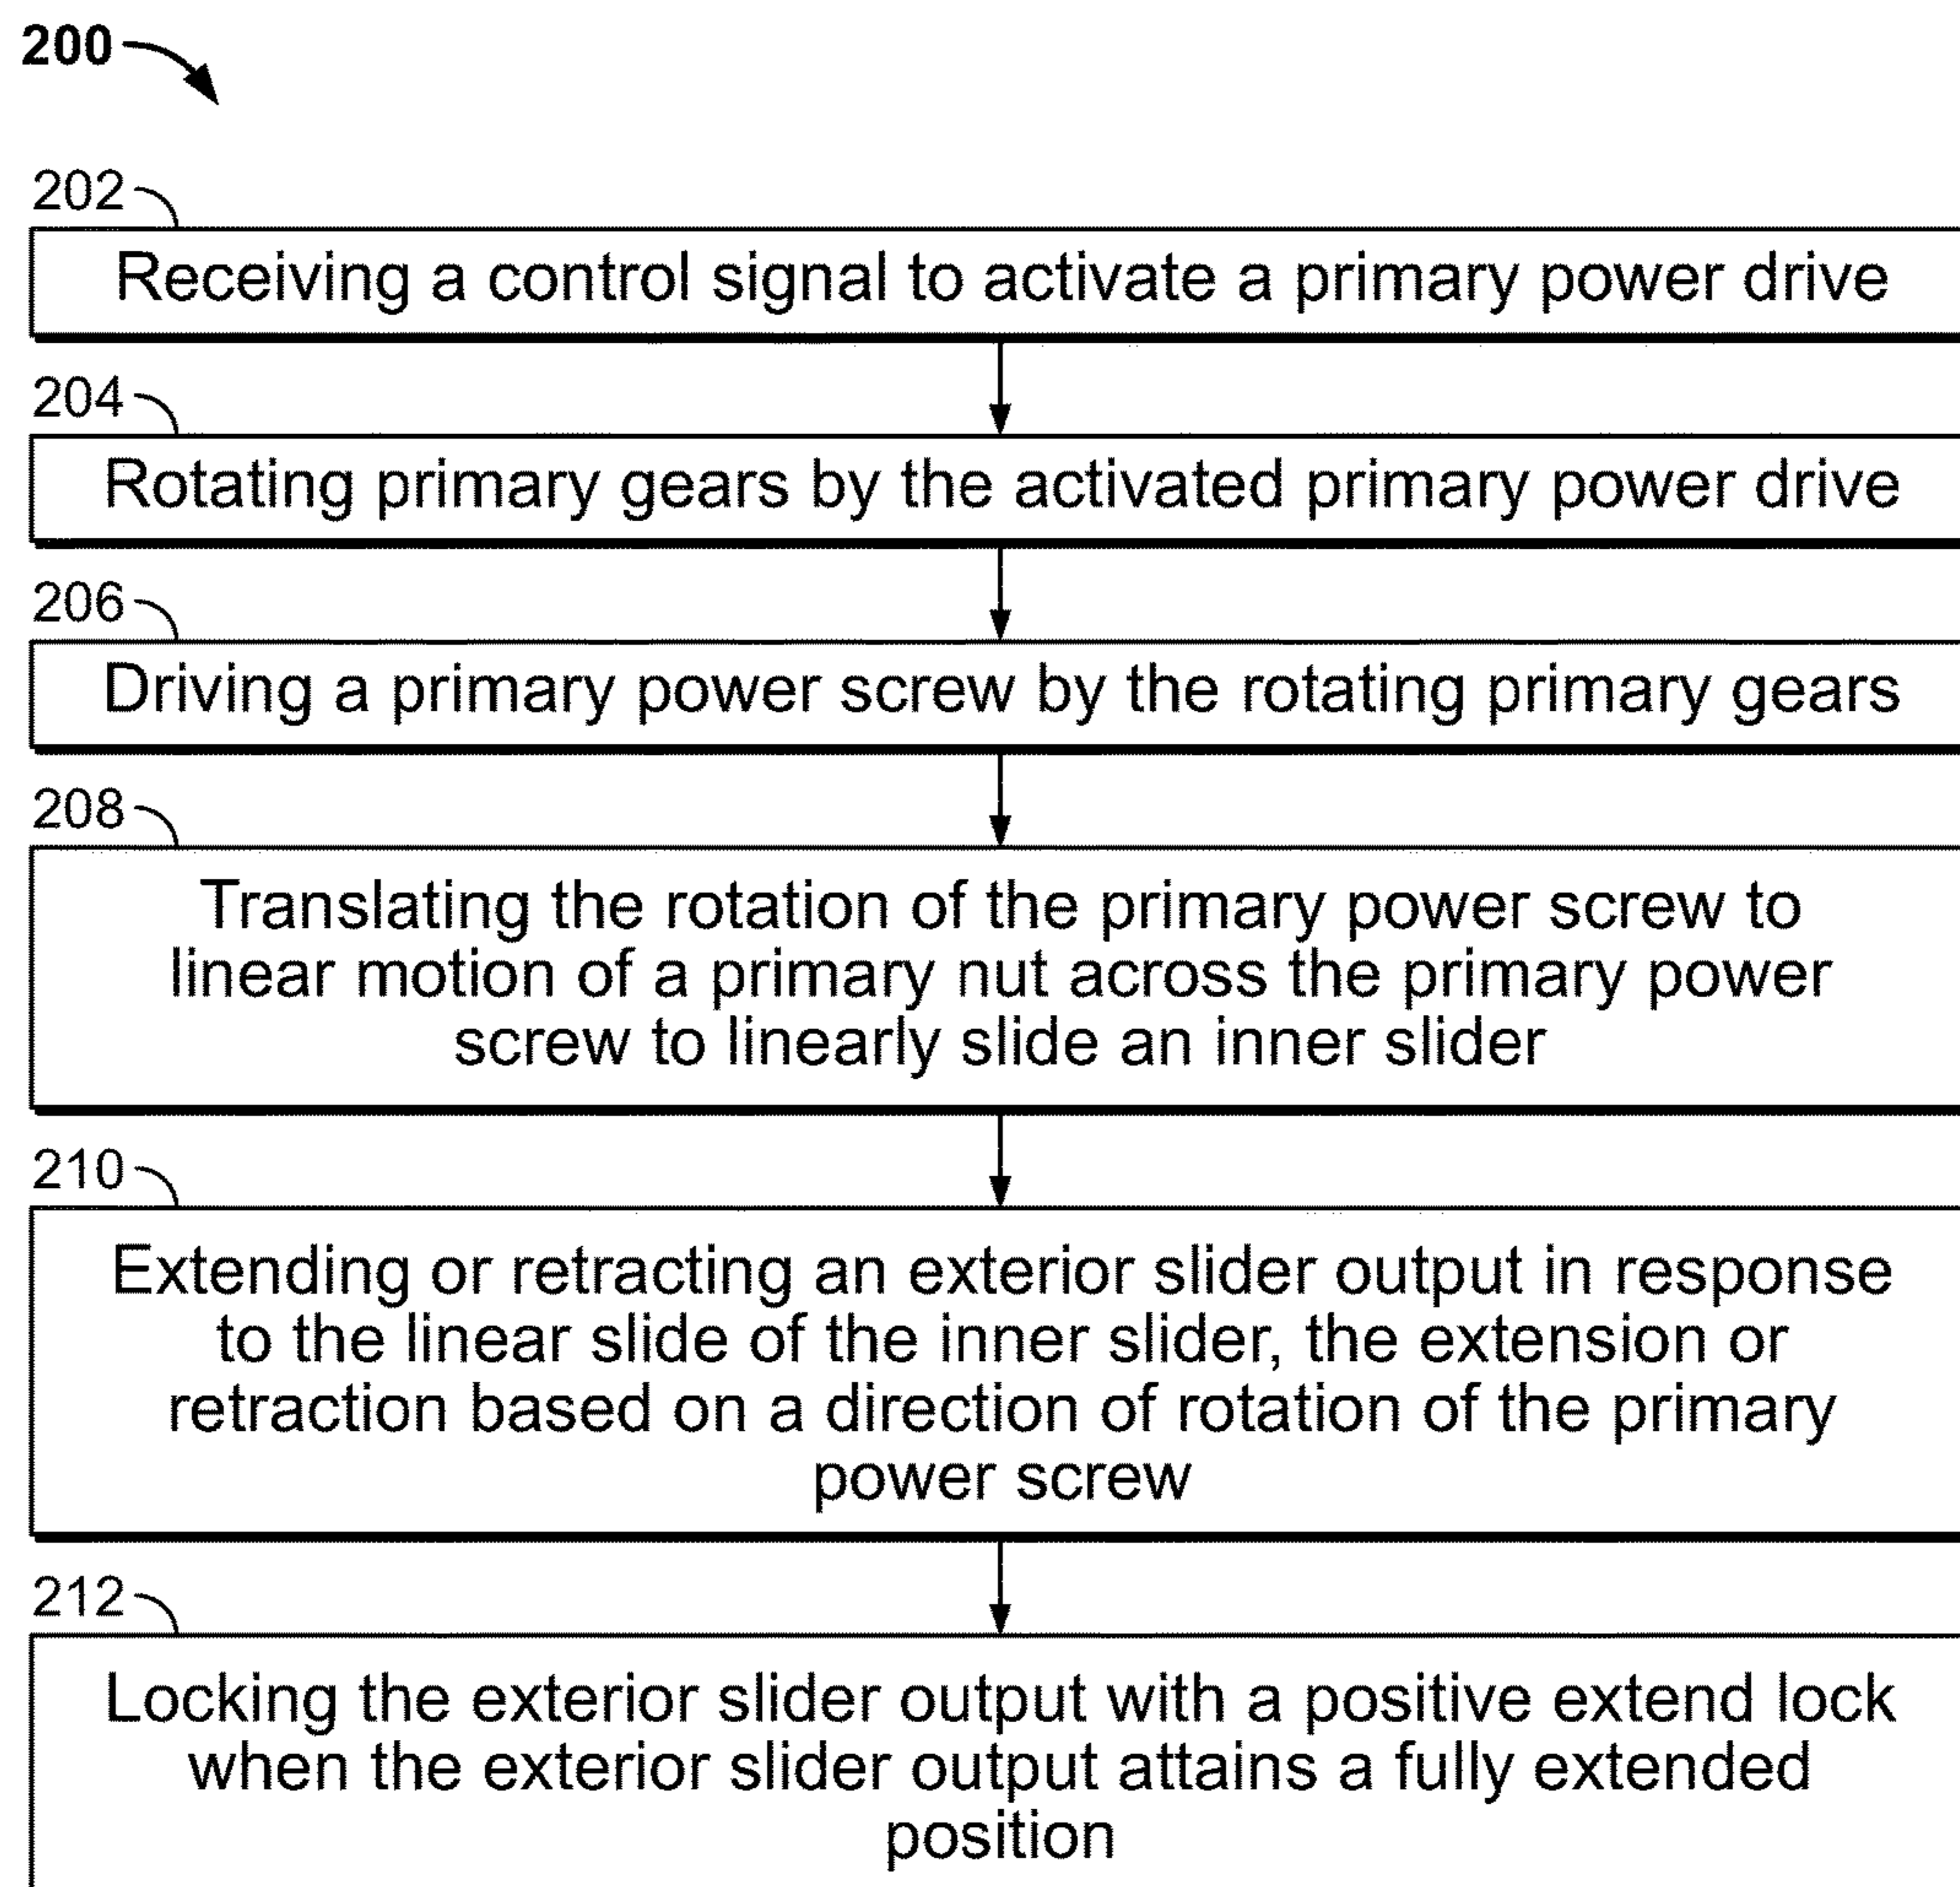 200
202
Receiving a control signal to activate a primary power drive
204
Rotating primary gears by the activated primary power drive
206
Driving a primary power screw by the rotating primary gears
208
Translating the rotation of the primary power screw to
linear motion of a primary nut across the primary power
screw to linearly slide an inner slider
210
Extending or retracting an exterior slider output in response
to the linear slide of the inner slider, the extension or
retraction based on a direction of rotation of the primary
power screw
212
Locking the exterior slider output with a positive extend lock
when the exterior slider output attains a fully extended
position